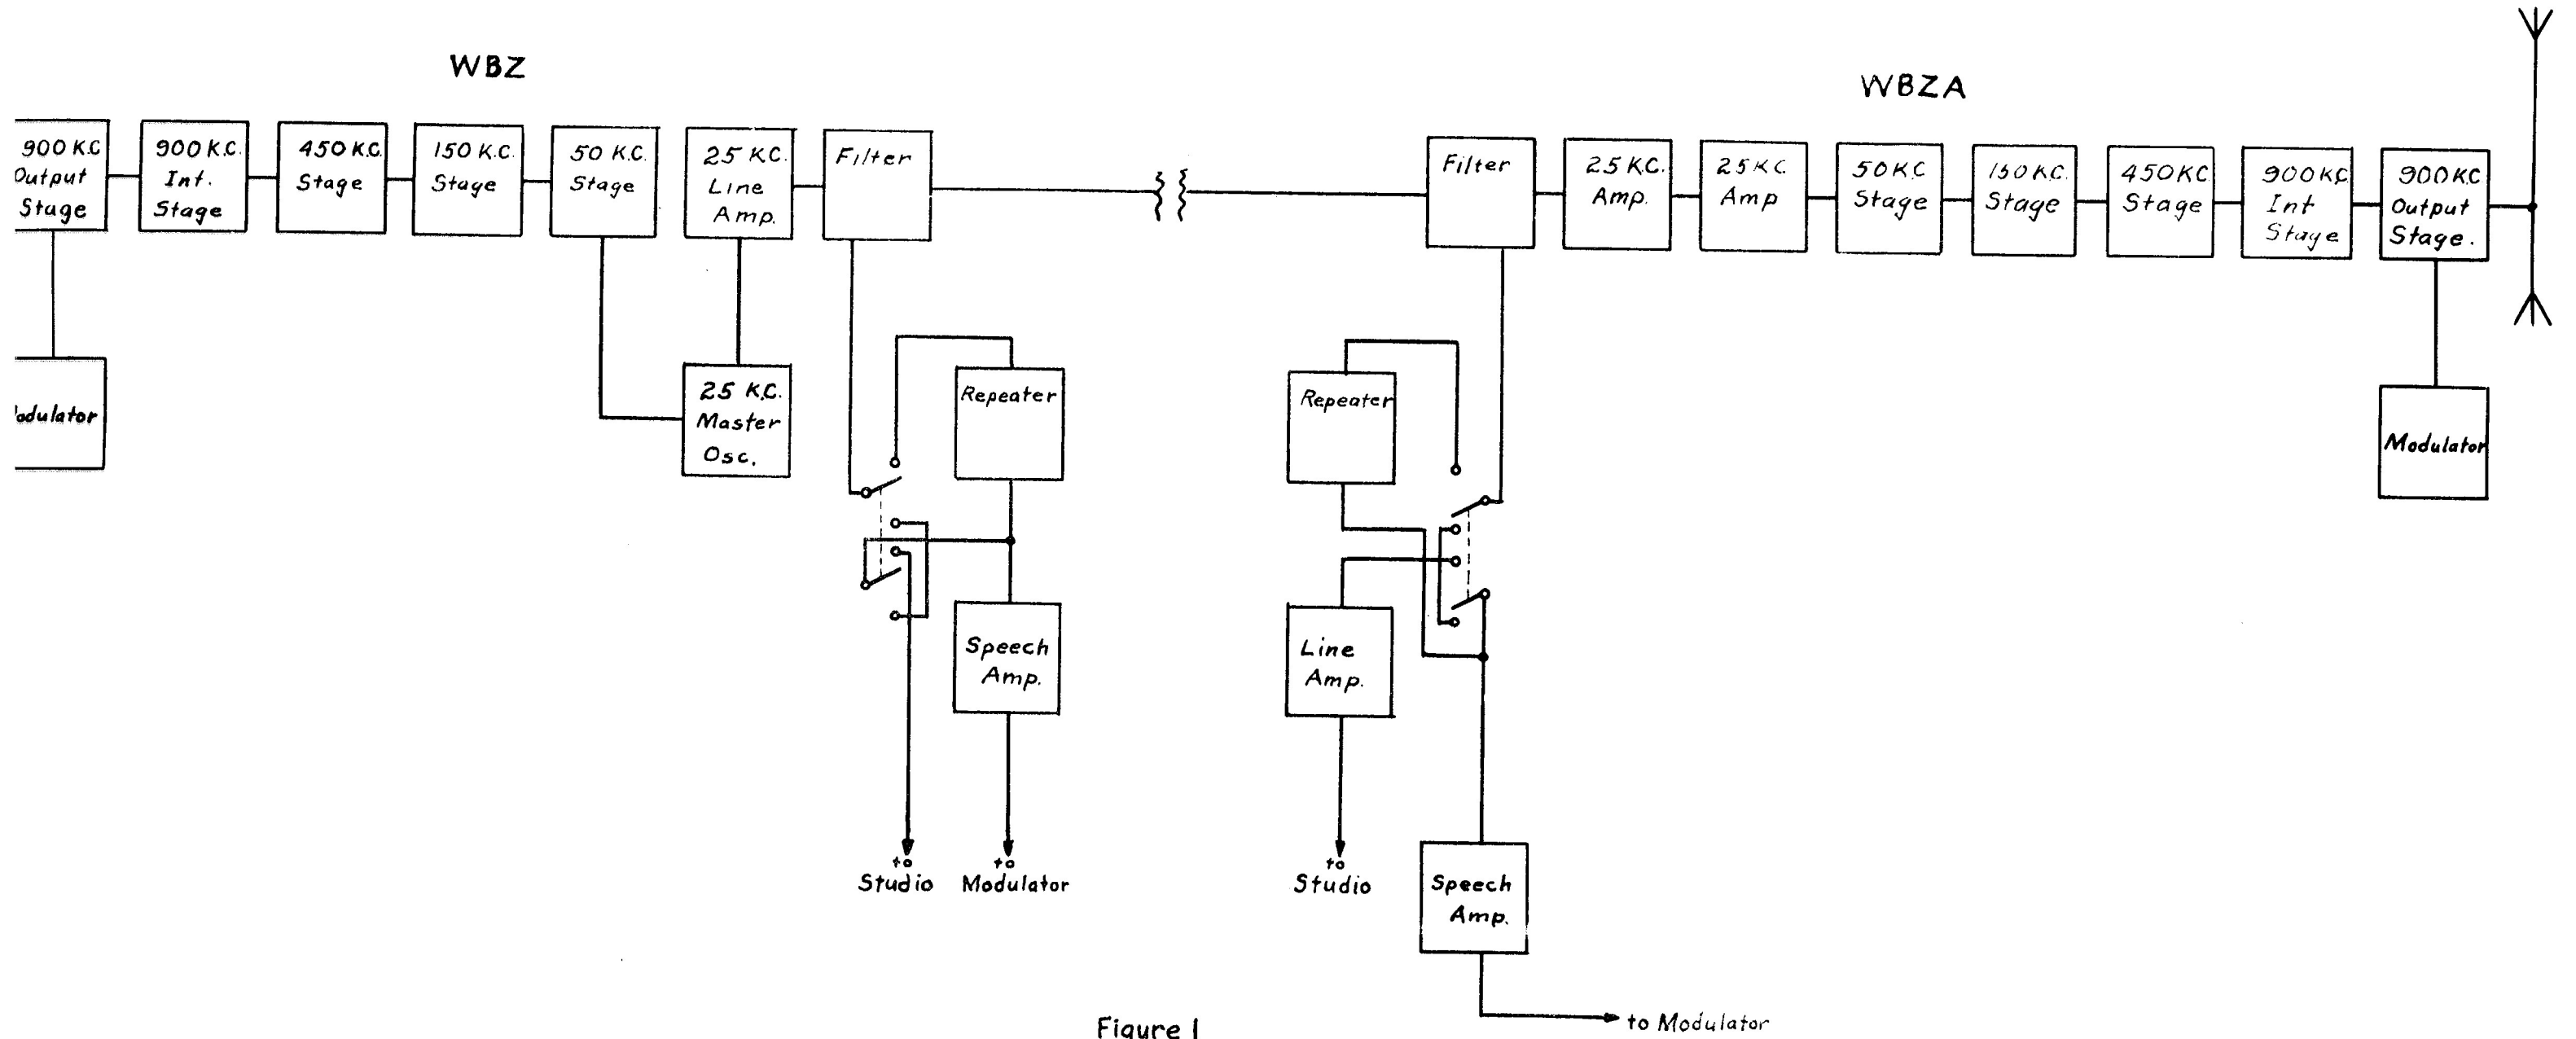 WBZ
WBZA
900 K.C
Output
Stage
900 K.C.
Int.
Stage
450 K.C.
Stage
150 K.C.
Stage
50 K.C.
Stage
25 K.C.
Line
Amp.
Filter
Filter
25 K.C.
Amp.
25 K.C.
Amp
50 K.C
Stage
150 K.C.
Stage
450 K.C
Stage
900 K.C.
Int
Stage
900 K.C
Output
Stage.
odulator
25 K.C.
Master
Osc.
Repeater
Repeater
Modulator
Speech
Amp.
Line
Amp.
to
Studio
to
Modulator
to
Studio
Speech
Amp.
to Modulator
Figure 1